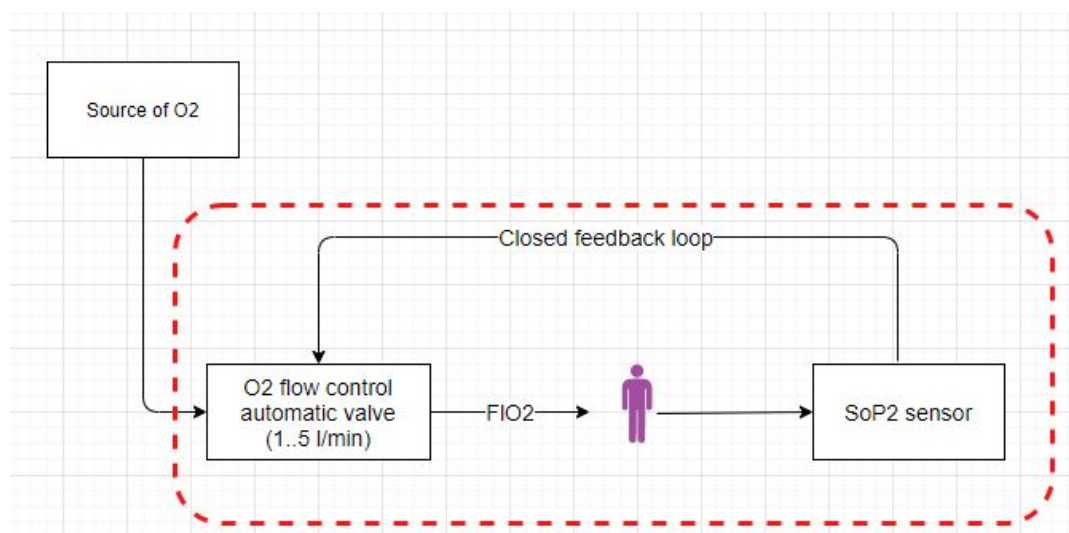 Source of O2
Closed feedback loop
O2 flow control
automatic valve
(1..5 l/min)
FIO2
SoP2 sensor